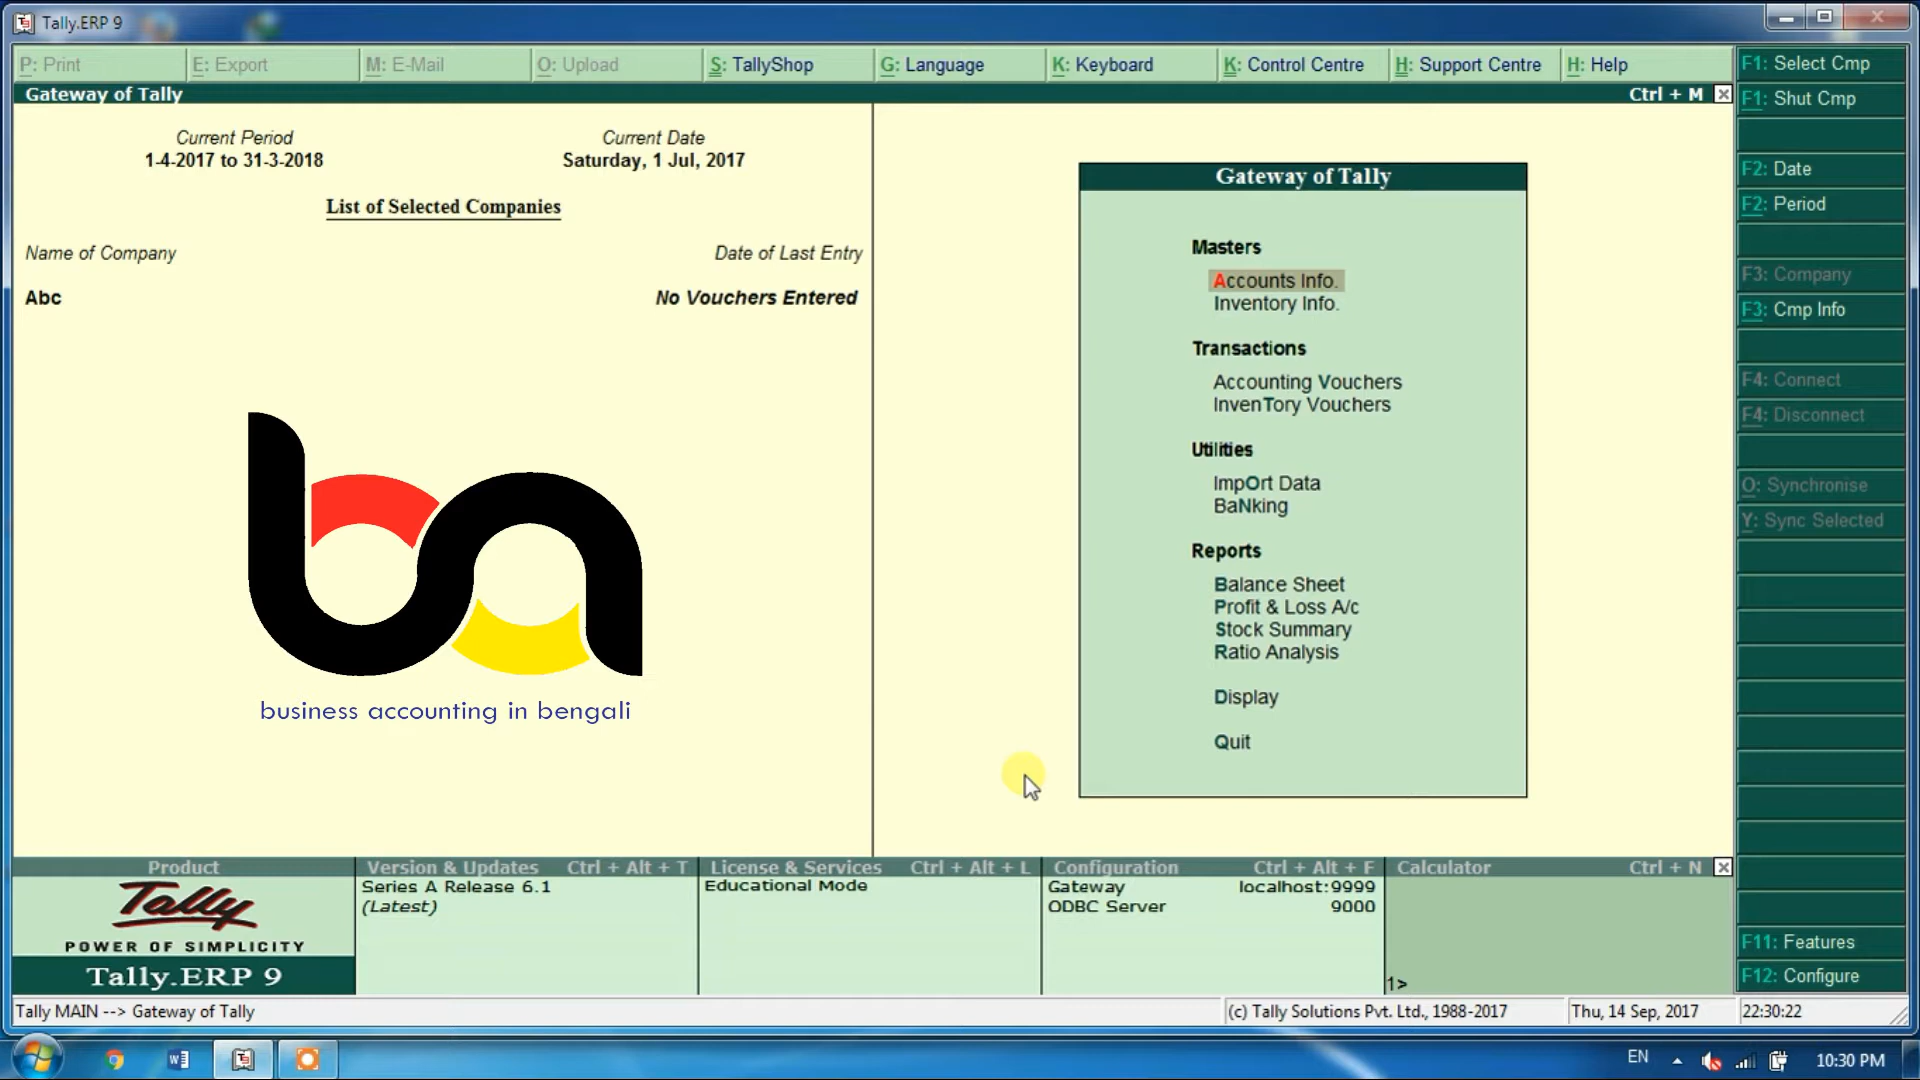 Tally.ERP 9
P: Print E: Export M: E-Mail O: Upload S: TallyShop G: Language K: Keyboard K: Control Centre H: Support Centre H: Help
Gateway of Tally Ctrl + M
Current Period Current Date
1-4-2017 to 31-3-2018 Saturday, 1 Jul, 2017
List of Selected Companies
Name of Company Date of Last Entry
Abc No Vouchers Entered
business accounting in bengali
Gateway of Tally
Masters
Accounts Info.
Inventory Info.
Transactions
Accounting Vouchers
InvenTory Vouchers
Utilities
ImpOrt Data
BaNking
Reports
Balance Sheet
Profit & Loss A/c
Stock Summary
Ratio Analysis
Display
Quit
F1: Select Cmp
F1: Shut Cmp
F2: Date
F2: Period
F3: Company
F3: Cmp Info
F4: Connect
F4: Disconnect
O: Synchronise
Y: Sync Selected
F11: Features
F12: Configure
Product
Tally
POWER OF SIMPLICITY
Tally.ERP 9
Version & Updates Ctrl + Alt + T
Series A Release 6.1
(Latest)
License & Services Ctrl + Alt + L
Educational Mode
Configuration Ctrl + Alt + F
Gateway localhost:9999
ODBC Server 9000
Calculator Ctrl + N
1>
Tally MAIN --> Gateway of Tally (c) Tally Solutions Pvt. Ltd., 1988-2017 Thu, 14 Sep, 2017 22:30:22
EN 10:30 PM